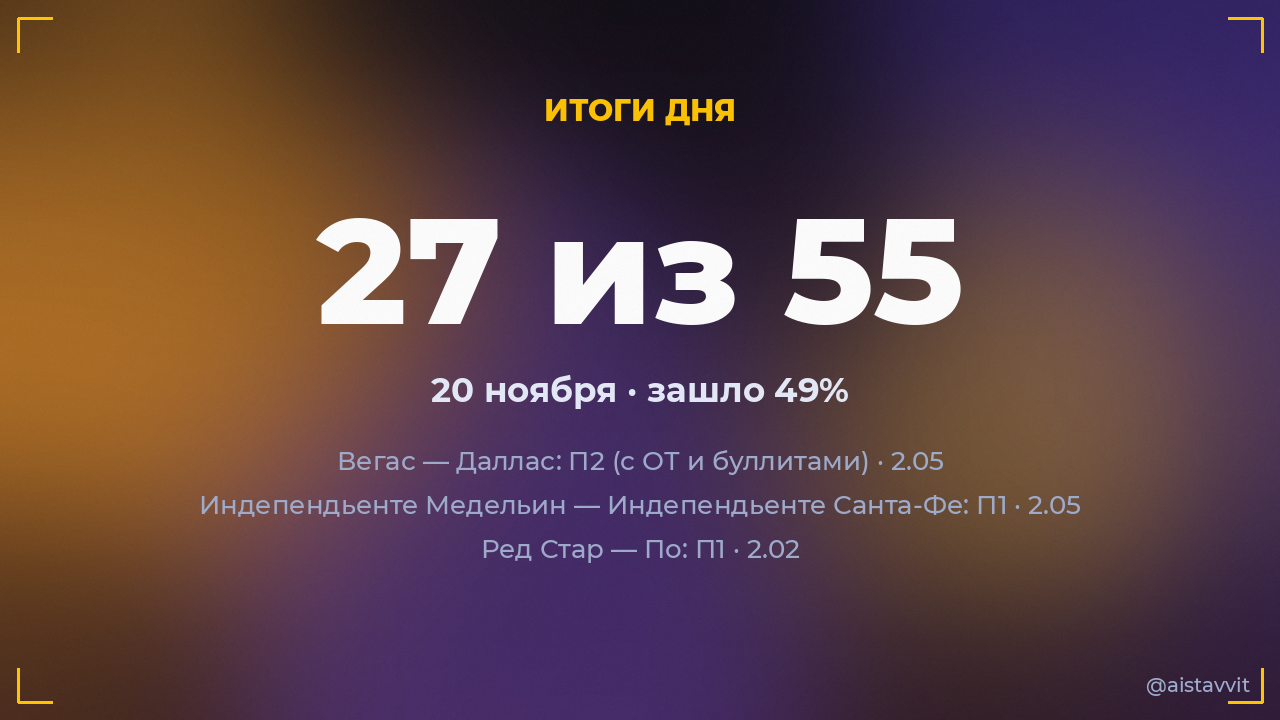 ИТОГИ ДНЯ
27 из 55
20 ноября · зашло 49%
Вегас — Даллас: П2 (с ОТ и буллитами) · 2.05
Индепендьенте Медельин — Индепендьенте Санта-Фе: П1 · 2.05
Ред Стар — По: П1 · 2.02
@aistavvit